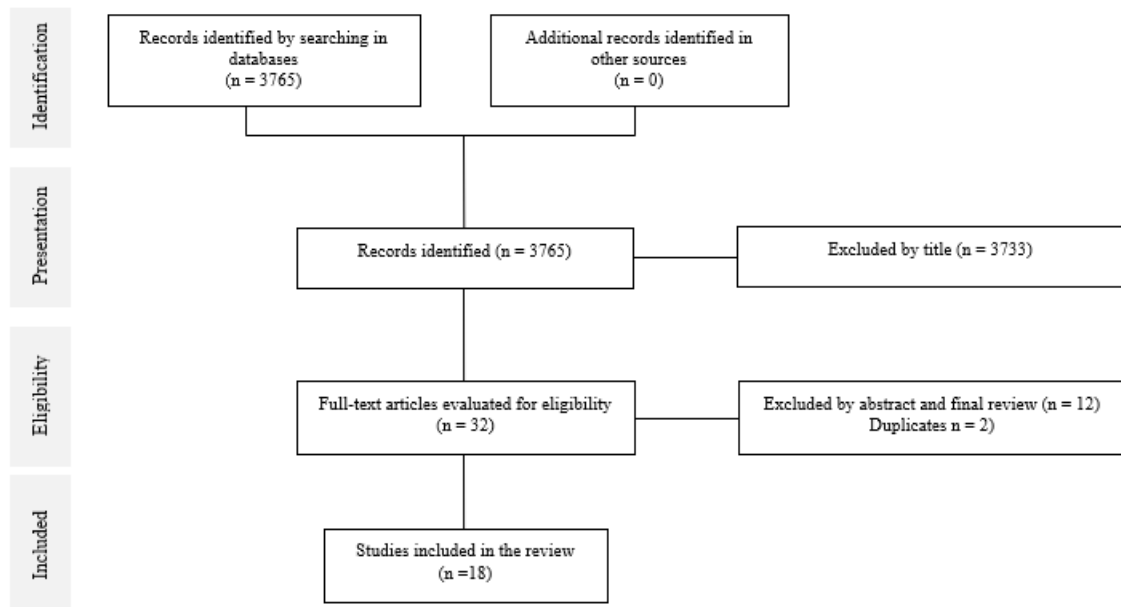 Identification
Records identified by searching in
databases
(n = 3765)
Additional records identified in
other sources
(n = 0)
Presentation
Records identified (n = 3765)
Excluded by title (n = 3733)
Eligibility
Full-text articles evaluated for eligibility
(n = 32)
Excluded by abstract and final review (n = 12)
Duplicates n = 2)
Included
Studies included in the review
(n =18)